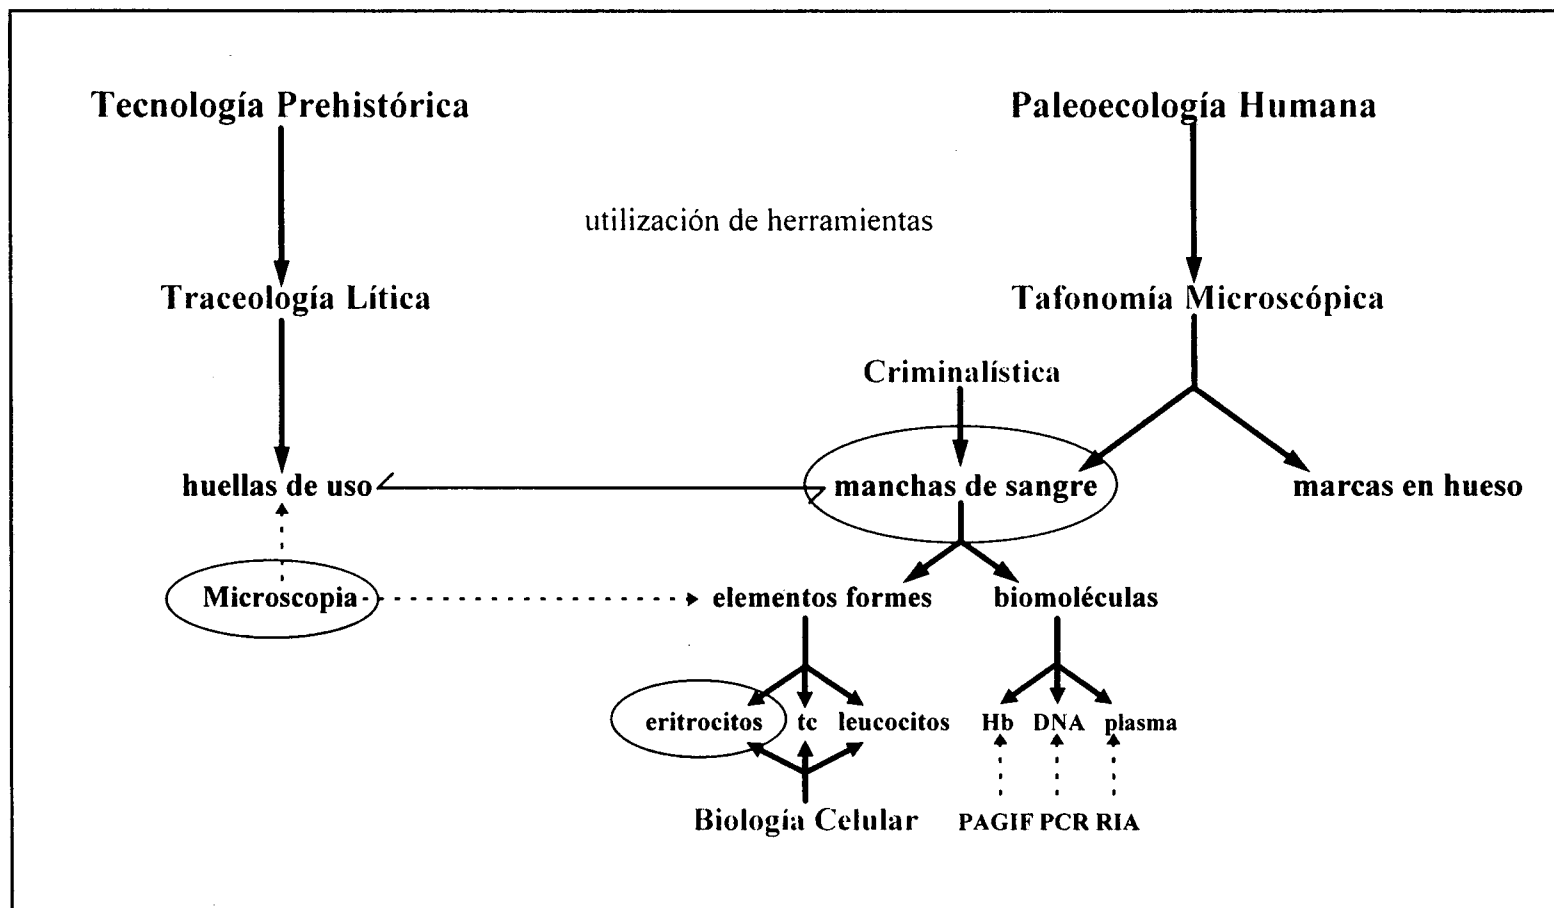 Tecnología Prehistórica
Paleoecología Humana
utilización de herramientas
Traceología Lítica
Tafonomía Microscópica
Criminalística
huellas de uso
manchas de sangre
marcas en hueso
Microscopia
elementos formes
biomoléculas
eritrocitos
tc
leucocitos
Hb
DNA
plasma
Biología Celular
PAGIF PCR RIA